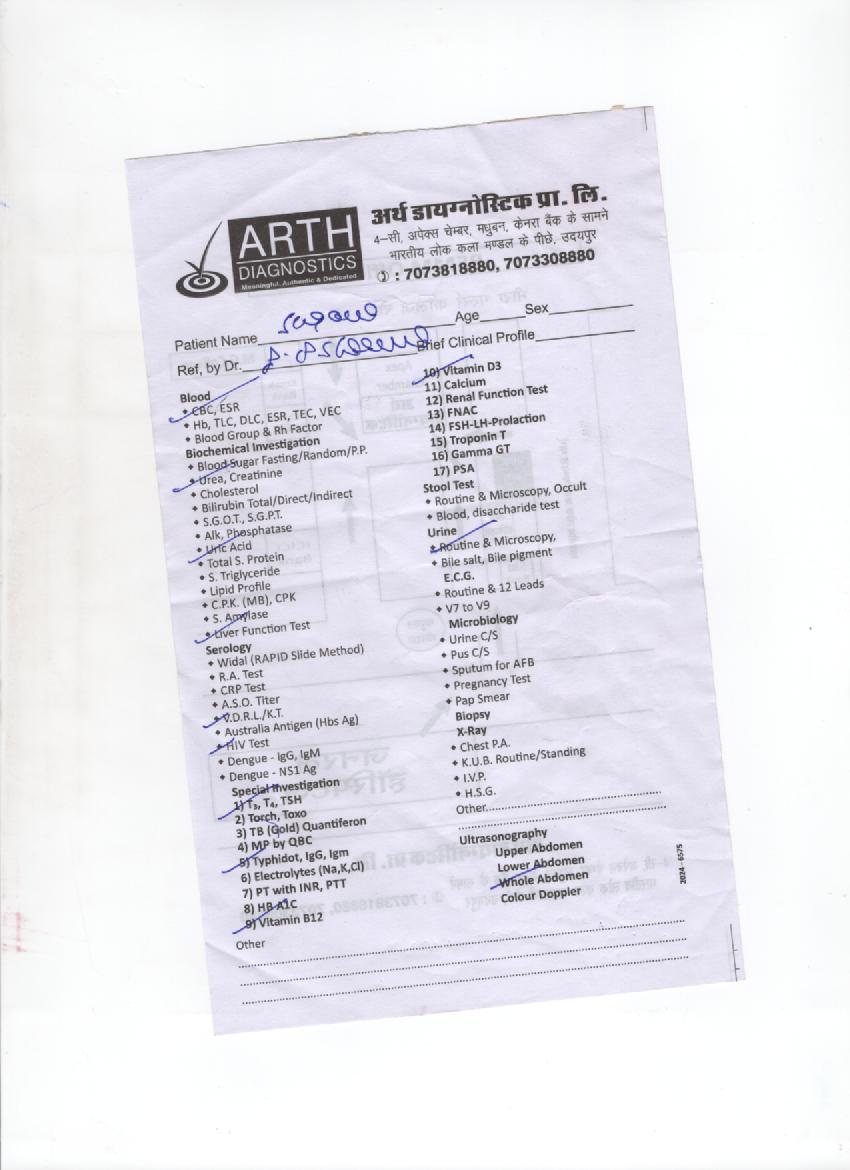 ARTH
DIAGNOSTICS
Meaningful, Authentic & Dedicated
अर्थ डायग्नोस्टिक प्रा. लि.
4-सी, अपेक्स चेम्बर, मधुबन, केनरा बैंक के सामने
भारतीय लोक कला मण्डल के पीछे, उदयपुर
: 7073818880, 7073308880
Patient Name Age Sex
Ref, by Dr. Brief Clinical Profile
Blood
CBC, ESR
Hb, TLC, DLC, ESR, TEC, VEC
Blood Group & Rh Factor
Biochemical Investigation
Blood Sugar Fasting/Random/P.P.
Urea, Creatinine
Cholesterol
Bilirubin Total/Direct/Indirect
S.G.O.T., S.G.P.T.
Alk, Phosphatase
Uric Acid
Total S. Protein
S. Triglyceride
Lipid Profile
C.P.K. (MB), CPK
S. Amylase
Liver Function Test
Serology
Widal (RAPID Slide Method)
R.A. Test
CRP Test
A.S.O. Titer
V.D.R.L./K.T.
Australia Antigen (Hbs Ag)
HIV Test
Dengue - IgG, IgM
Dengue - NS1 Ag
Special Investigation
1) T₃, T₄, TSH
2) Torch, Toxo
3) TB (Gold) Quantiferon
4) MP by QBC
5) Typhidot, IgG, Igm
6) Electrolytes (Na,K,Cl)
7) PT with INR, PTT
8) HB A1C
9) Vitamin B12
Other
10) Vitamin D3
11) Calcium
12) Renal Function Test
13) FNAC
14) FSH-LH-Prolaction
15) Troponin T
16) Gamma GT
17) PSA
Stool Test
Routine & Microscopy, Occult
Blood, disaccharide test
Urine
Routine & Microscopy,
Bile salt, Bile pigment
E.C.G.
Routine & 12 Leads
V7 to V9
Microbiology
Urine C/S
Pus C/S
Sputum for AFB
Pregnancy Test
Pap Smear
Biopsy
X-Ray
Chest P.A.
K.U.B. Routine/Standing
I.V.P.
H.S.G.
Other
Ultrasonography
Upper Abdomen
Lower Abdomen
Whole Abdomen
Colour Doppler
2024-6575